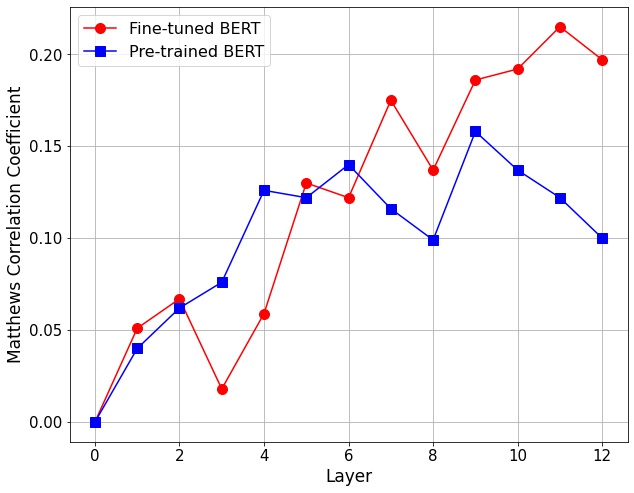 Fine-tuned BERT
Pre-trained BERT
Matthews Correlation Coefficient
0.20
0.15
0.10
0.05
0.00
0 2 4 6 8 10 12
Layer